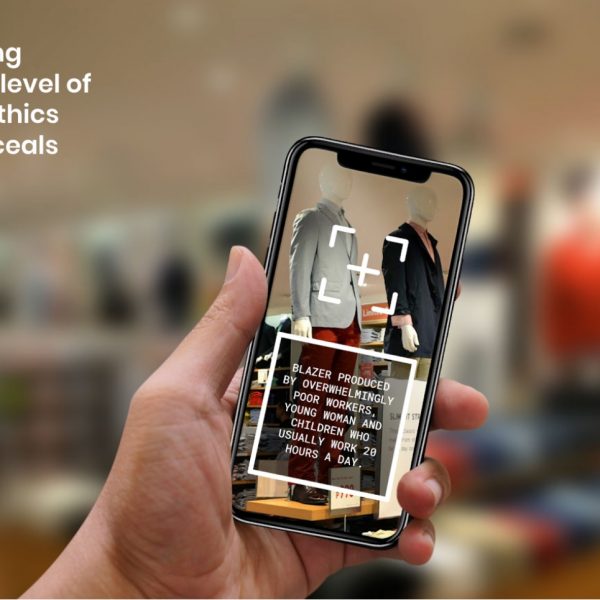 ng
level of
thics
ceals
BLAZER PRODUCED
BY OVERWHELMINGLY
POOR WORKERS,
YOUNG WOMAN AND
CHILDREN WHO
USUALLY WORK 20
HOURS A DAY.